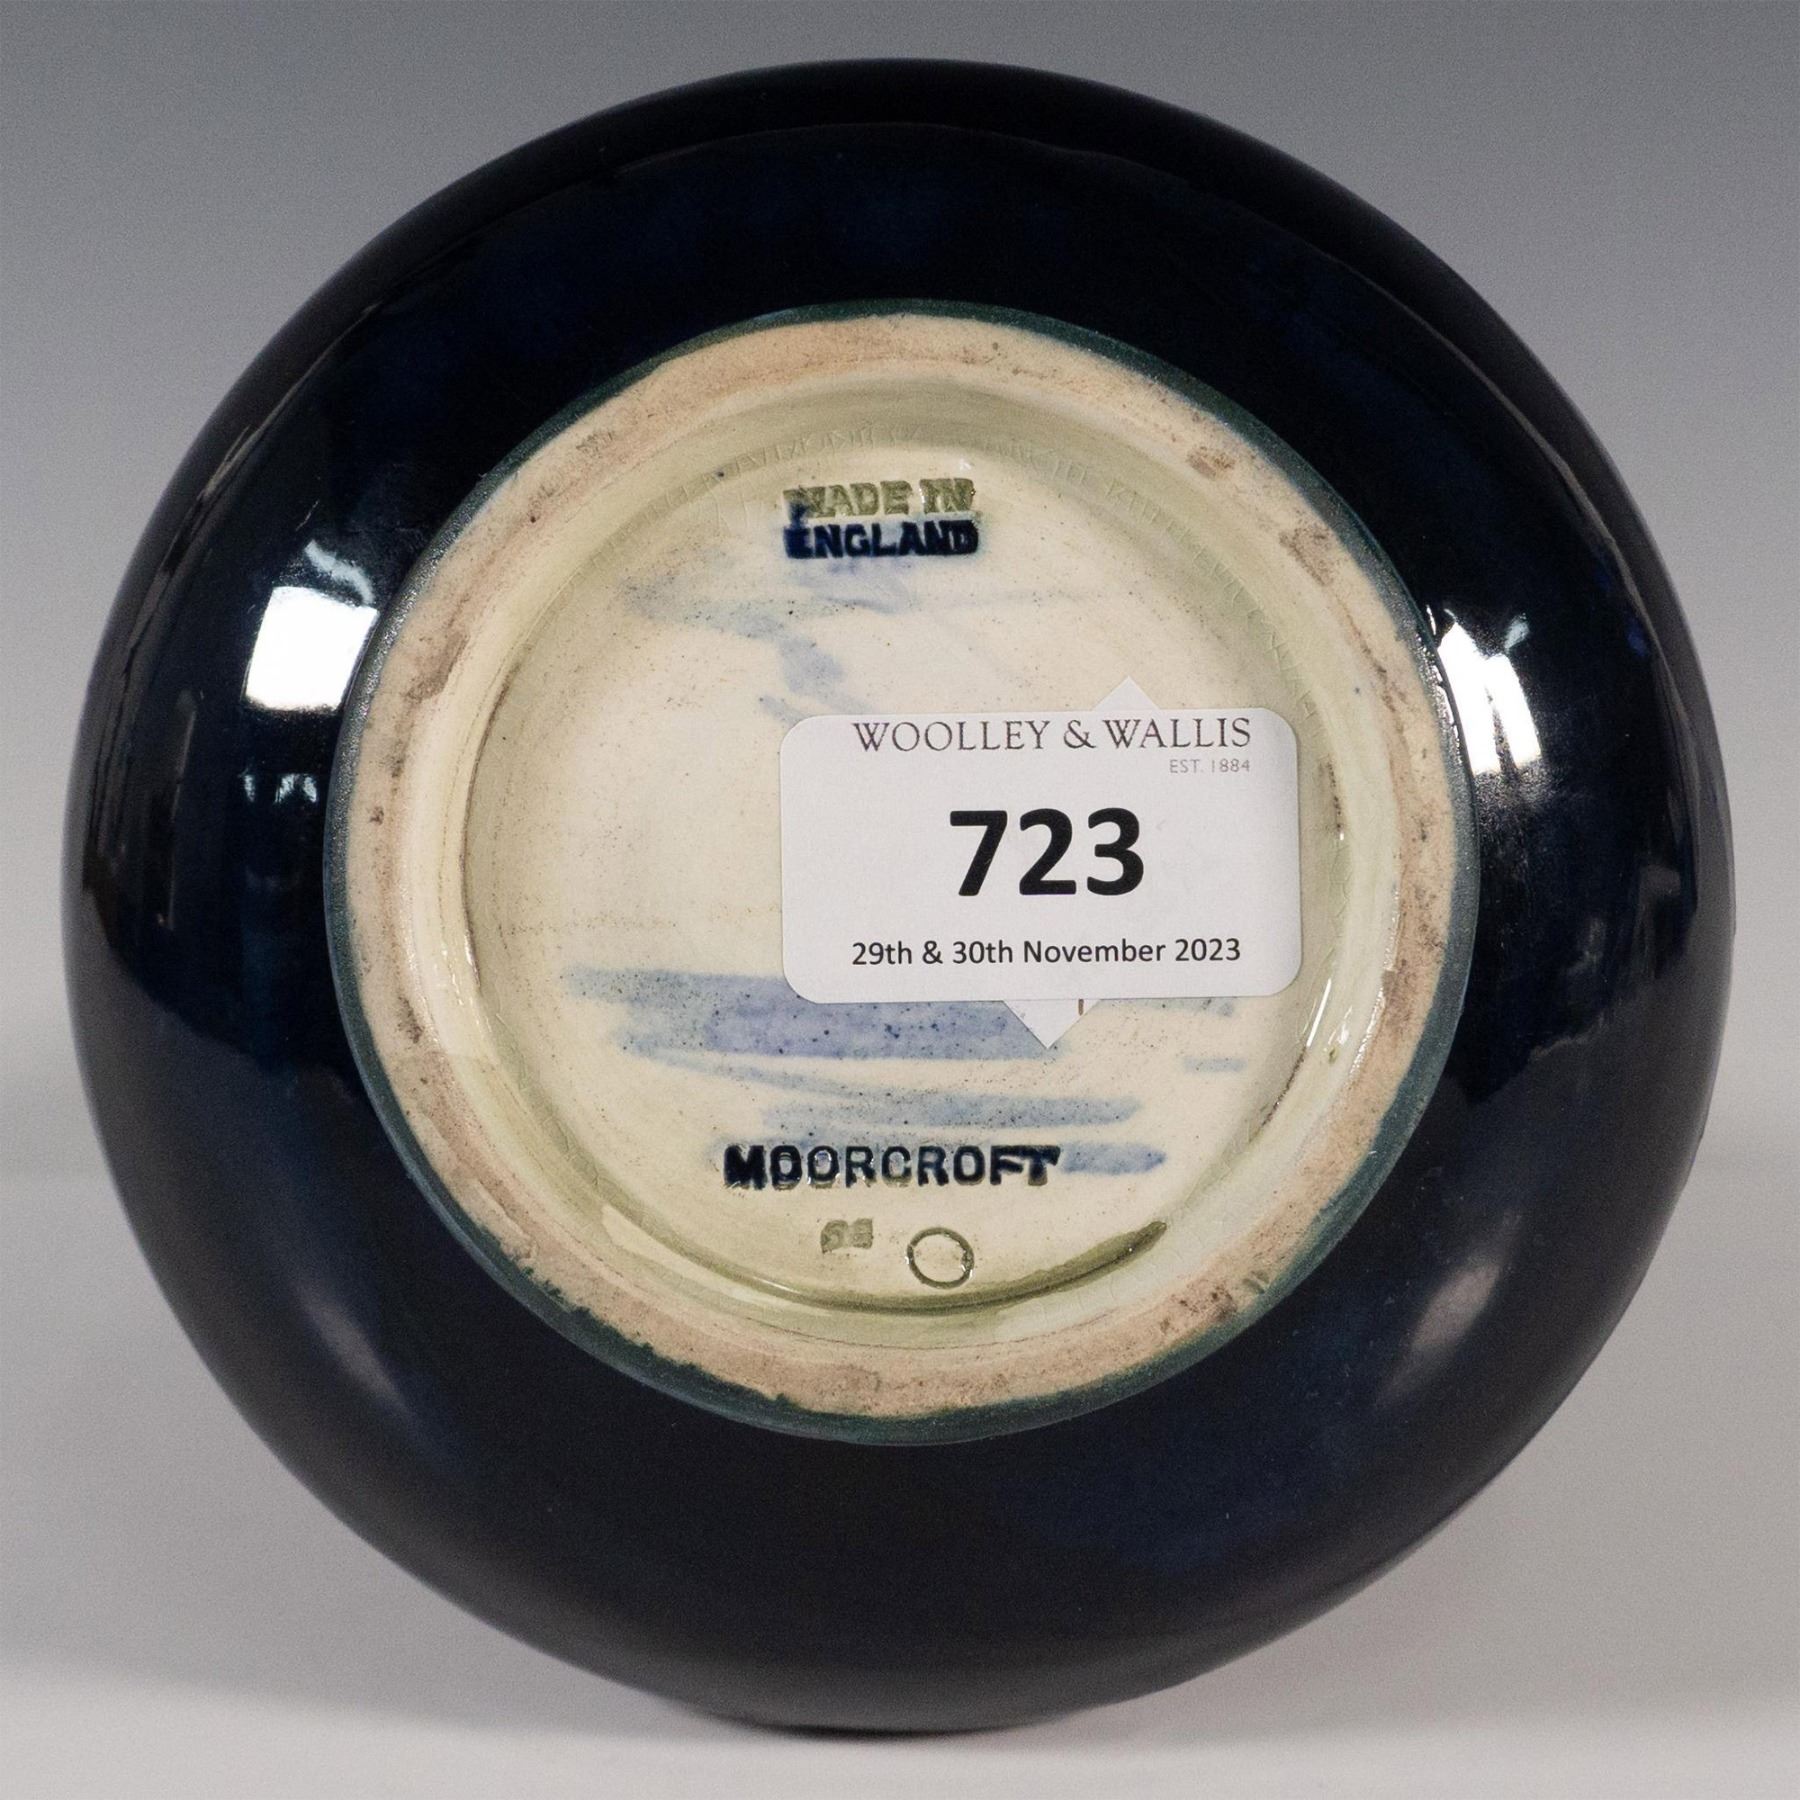 MADE IN
ENGLAND
WOOLLEY & WALLIS
EST. 1884
723
29th & 30th November 2023
MOORCROFT